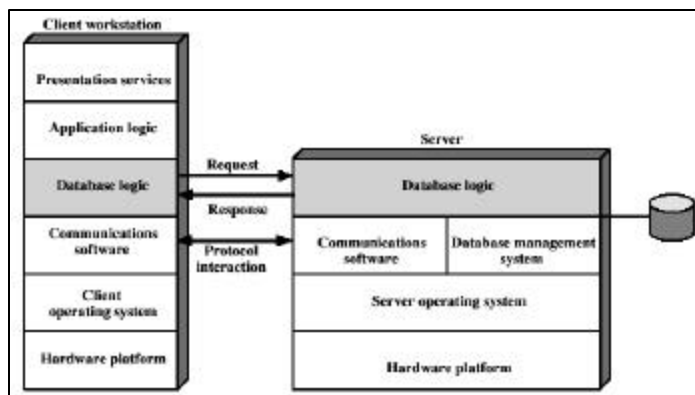 Client workstation
Presentation services
Application logic
Database logic
Communications
software
Client
operating system
Hardware platform
Request
Response
Protocol
interaction
Server
Database logic
Communications
software
Database management
system
Server operating system
Hardware platform